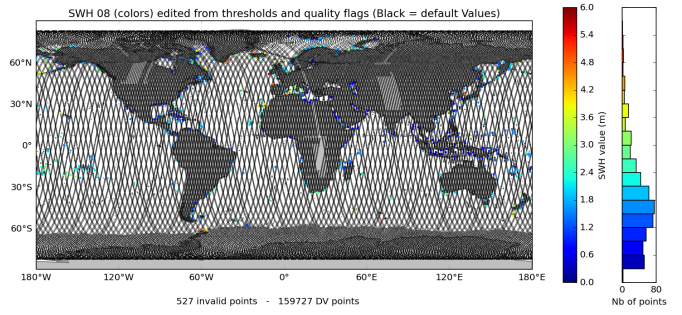 SWH 08 (colors) edited from thresholds and quality flags (Black = default Values)
60°N
30°N
0°
30°S
60°S
180°W 120°W 60°W 0° 60°E 120°E 180°E
527 invalid points - 159727 DV points
6.0
5.4
4.8
4.2
3.6
3.0
2.4
1.8
1.2
0.6
0.0
SWH value (m)
0 80
Nb of points